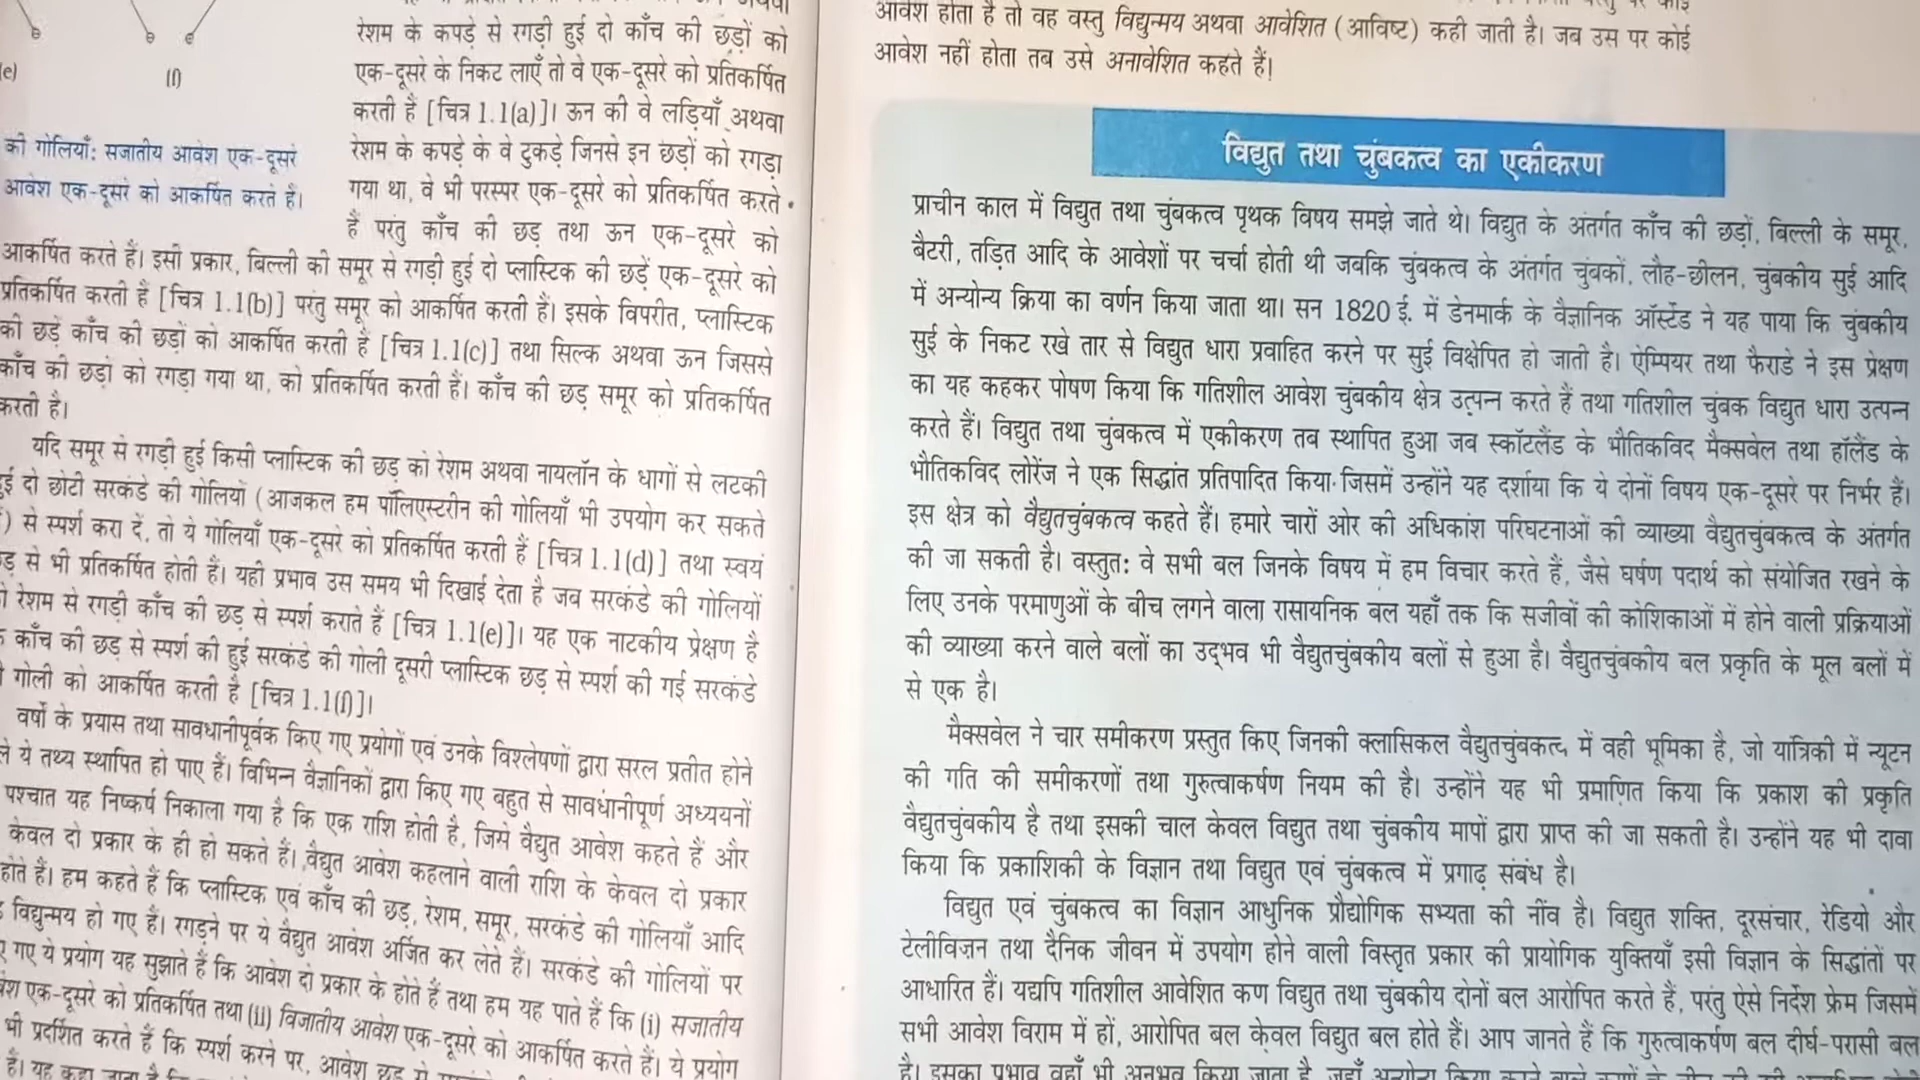 (e)
(f)
की गोलियाँ: सजातीय आवेश एक-दूसरे
आवेश एक-दूसरे को आकर्षित करते हैं।
रेशम के कपड़े से रगड़ी हुई दो काँच की छड़ों को
एक-दूसरे के निकट लाएँ तो वे एक-दूसरे को प्रतिकर्षित
करती हैं [चित्र 1.1(a)]। ऊन की वे लड़ियाँ अथवा
रेशम के कपड़े के वे टुकड़े जिनसे इन छड़ों को रगड़ा
गया था, वे भी परस्पर एक-दूसरे को प्रतिकर्षित करते
हैं परंतु काँच की छड़ तथा ऊन एक-दूसरे को
आकर्षित करते हैं। इसी प्रकार, बिल्ली की समूर से रगड़ी हुई दो प्लास्टिक की छड़ें एक-दूसरे को
प्रतिकर्षित करती हैं [चित्र 1.1(b)] परंतु समूर को आकर्षित करती हैं। इसके विपरीत, प्लास्टिक
की छड़ें काँच की छड़ों को आकर्षित करती हैं [चित्र 1.1(c)] तथा सिल्क अथवा ऊन जिससे
काँच की छड़ों को रगड़ा गया था, को प्रतिकर्षित करती हैं। काँच की छड़ समूर को प्रतिकर्षित
करती है।
यदि समूर से रगड़ी हुई किसी प्लास्टिक की छड़ को रेशम अथवा नायलॉन के धागों से लटकी
दो छोटी सरकंडे की गोलियों (आजकल हम पॉलिएस्टरीन की गोलियाँ भी उपयोग कर सकते
) से स्पर्श करा दें, तो ये गोलियाँ एक-दूसरे को प्रतिकर्षित करती हैं [चित्र 1.1(d)] तथा स्वयं
से भी प्रतिकर्षित होती हैं। यही प्रभाव उस समय भी दिखाई देता है जब सरकंडे की गोलियों
रेशम से रगड़ी काँच की छड़ से स्पर्श कराते हैं [चित्र 1.1(e)]। यह एक नाटकीय प्रेक्षण है
काँच की छड़ से स्पर्श की हुई सरकंडे की गोली दूसरी प्लास्टिक छड़ से स्पर्श की गई सरकंडे
गोली को आकर्षित करती है [चित्र 1.1(f)]।
वर्षों के प्रयास तथा सावधानीपूर्वक किए गए प्रयोगों एवं उनके विश्लेषणों द्वारा सरल प्रतीत होने
ये तथ्य स्थापित हो पाए हैं। विभिन्न वैज्ञानिकों द्वारा किए गए बहुत से सावधानीपूर्ण अध्ययनों
पश्चात यह निष्कर्ष निकाला गया है कि एक राशि होती है, जिसे वैद्युत आवेश कहते हैं और
केवल दो प्रकार के ही हो सकते हैं। वैद्युत आवेश कहलाने वाली राशि के केवल दो प्रकार
होते हैं। हम कहते हैं कि प्लास्टिक एवं काँच की छड़, रेशम, समूर, सरकंडे की गोलियाँ आदि
विद्युन्मय हो गए हैं। रगड़ने पर ये वैद्युत आवेश अर्जित कर लेते हैं। सरकंडे की गोलियों पर
गए ये प्रयोग यह सुझाते हैं कि आवेश दो प्रकार के होते हैं तथा हम यह पाते हैं कि (i) सजातीय
एक-दूसरे को प्रतिकर्षित तथा (ii) विजातीय आवेश एक-दूसरे को आकर्षित करते हैं। ये प्रयोग
भी प्रदर्शित करते हैं कि स्पर्श करने पर, आवेश छड़ से
आवेश होता है तो वह वस्तु विद्युन्मय अथवा आवेशित (आविष्ट) कही जाती है। जब उस पर कोई
आवेश नहीं होता तब उसे अनावेशित कहते हैं।
विद्युत तथा चुंबकत्व का एकीकरण
प्राचीन काल में विद्युत तथा चुंबकत्व पृथक विषय समझे जाते थे। विद्युत के अंतर्गत काँच की छड़ों, बिल्ली के समूर,
बैटरी, तड़ित आदि के आवेशों पर चर्चा होती थी जबकि चुंबकत्व के अंतर्गत चुंबकों, लौह-छीलन, चुंबकीय सुई आदि
में अन्योन्य क्रिया का वर्णन किया जाता था। सन 1820 ई. में डेनमार्क के वैज्ञानिक ऑर्स्टेड ने यह पाया कि चुंबकीय
सुई के निकट रखे तार से विद्युत धारा प्रवाहित करने पर सुई विक्षेपित हो जाती है। ऐम्पियर तथा फैराडे ने इस प्रेक्षण
का यह कहकर पोषण किया कि गतिशील आवेश चुंबकीय क्षेत्र उत्पन्न करते हैं तथा गतिशील चुंबक विद्युत धारा उत्पन्न
करते हैं। विद्युत तथा चुंबकत्व में एकीकरण तब स्थापित हुआ जब स्कॉटलैंड के भौतिकविद मैक्सवेल तथा हॉलैंड के
भौतिकविद लोरेंज ने एक सिद्धांत प्रतिपादित किया जिसमें उन्होंने यह दर्शाया कि ये दोनों विषय एक-दूसरे पर निर्भर हैं।
इस क्षेत्र को वैद्युतचुंबकत्व कहते हैं। हमारे चारों ओर की अधिकांश परिघटनाओं की व्याख्या वैद्युतचुंबकत्व के अंतर्गत
की जा सकती है। वस्तुत: वे सभी बल जिनके विषय में हम विचार करते हैं, जैसे घर्षण पदार्थ को संयोजित रखने के
लिए उनके परमाणुओं के बीच लगने वाला रासायनिक बल यहाँ तक कि सजीवों की कोशिकाओं में होने वाली प्रक्रियाओं
की व्याख्या करने वाले बलों का उद्भव भी वैद्युतचुंबकीय बलों से हुआ है। वैद्युतचुंबकीय बल प्रकृति के मूल बलों में
से एक है।
मैक्सवेल ने चार समीकरण प्रस्तुत किए जिनकी क्लासिकल वैद्युतचुंबकत्व में वही भूमिका है, जो यांत्रिकी में न्यूटन
की गति की समीकरणों तथा गुरुत्वाकर्षण नियम की है। उन्होंने यह भी प्रमाणित किया कि प्रकाश की प्रकृति
वैद्युतचुंबकीय है तथा इसकी चाल केवल विद्युत तथा चुंबकीय मापों द्वारा प्राप्त की जा सकती है। उन्होंने यह भी दावा
किया कि प्रकाशिकी के विज्ञान तथा विद्युत एवं चुंबकत्व में प्रगाढ़ संबंध है।
विद्युत एवं चुंबकत्व का विज्ञान आधुनिक प्रौद्योगिक सभ्यता की नींव है। विद्युत शक्ति, दूरसंचार, रेडियो और
टेलीविज़न तथा दैनिक जीवन में उपयोग होने वाली विस्तृत प्रकार की प्रायोगिक युक्तियाँ इसी विज्ञान के सिद्धांतों पर
आधारित हैं। यद्यपि गतिशील आवेशित कण विद्युत तथा चुंबकीय दोनों बल आरोपित करते हैं, परंतु ऐसे निर्देश फ्रेम जिसमें
सभी आवेश विराम में हों, आरोपित बल केवल विद्युत बल होते हैं। आप जानते हैं कि गुरुत्वाकर्षण बल दीर्घ-परासी बल
है। इसका प्रभाव वहाँ भी अनुभव किया जाता है